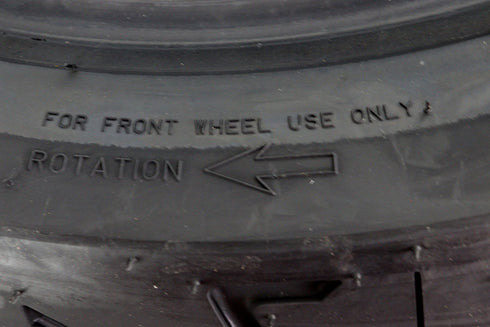 FOR FRONT WHEEL USE ONLY
ROTATION